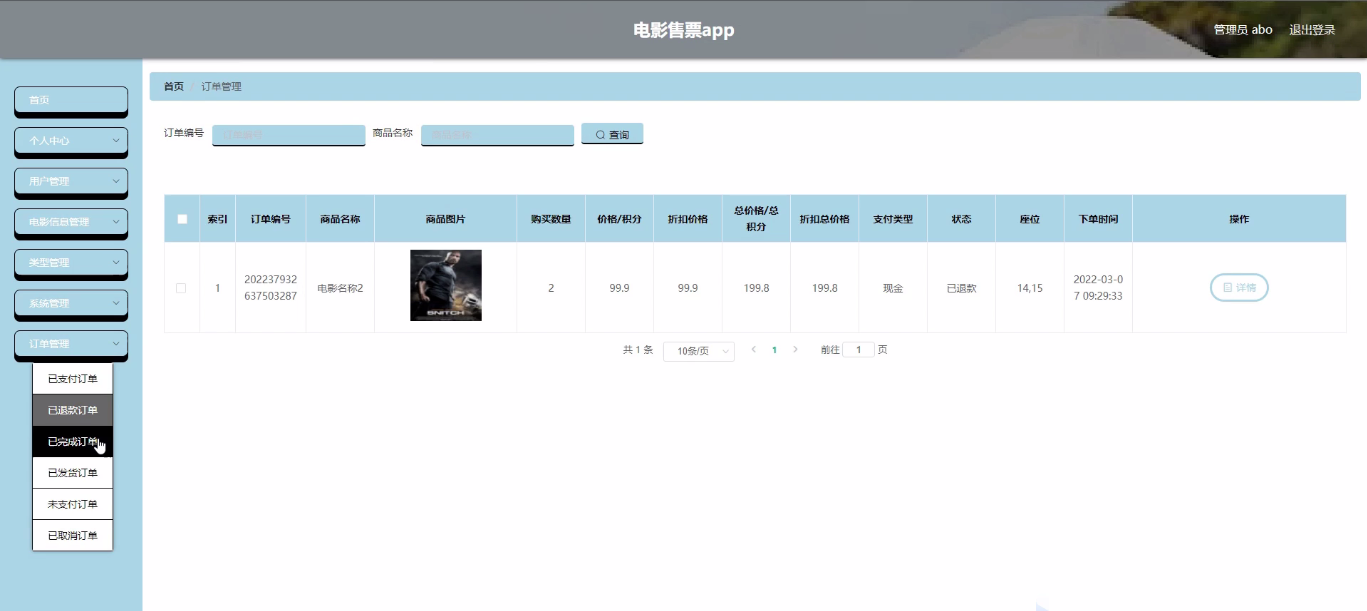 电影售票app
管理员 abo 退出登录
首页
个人中心
用户管理
电影信息管理
类型管理
系统管理
订单管理
已支付订单
已退款订单
已完成订单
已发货订单
未支付订单
已取消订单
首页 / 订单管理
订单编号 订单编号 商品名称 商品名称 查询
索引 订单编号 商品名称 商品图片 购买数量 价格/积分 折扣价格 总价格/总 折扣总价格 支付类型 状态 座位 下单时间 操作
积分
202237932 2022-03-0
1 电影名称2 2 99.9 99.9 199.8 199.8 现金 已退款 14,15 详情
637503287 7 09:29:33
SNITCH
共 1 条 10条/页 1 前往 1 页